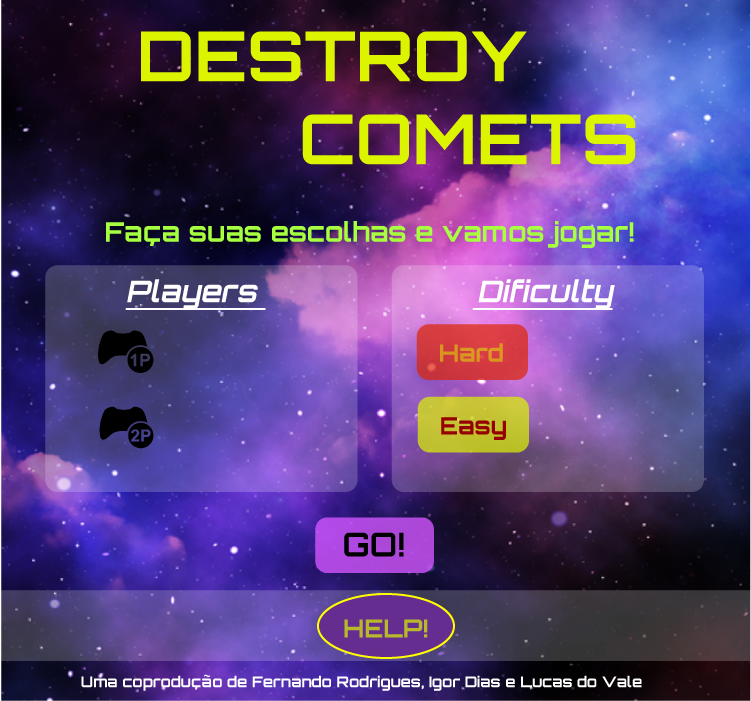 DESTROY
COMETS
Faça suas escolhas e vamos jogar!
Players
Dificulty
1P
Hard
2P
Easy
GO!
HELP!
Uma coprodução de Fernando Rodrigues, Igor Dias e Lucas do Vale